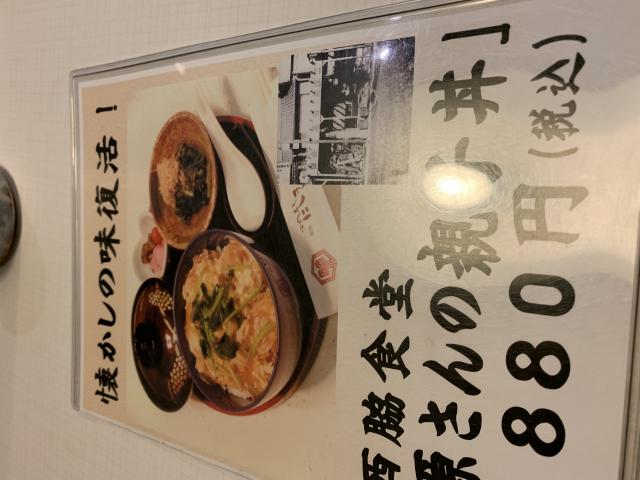 懐かしの味復活！
西脇食堂
原さんの親子丼」
880円(税込)